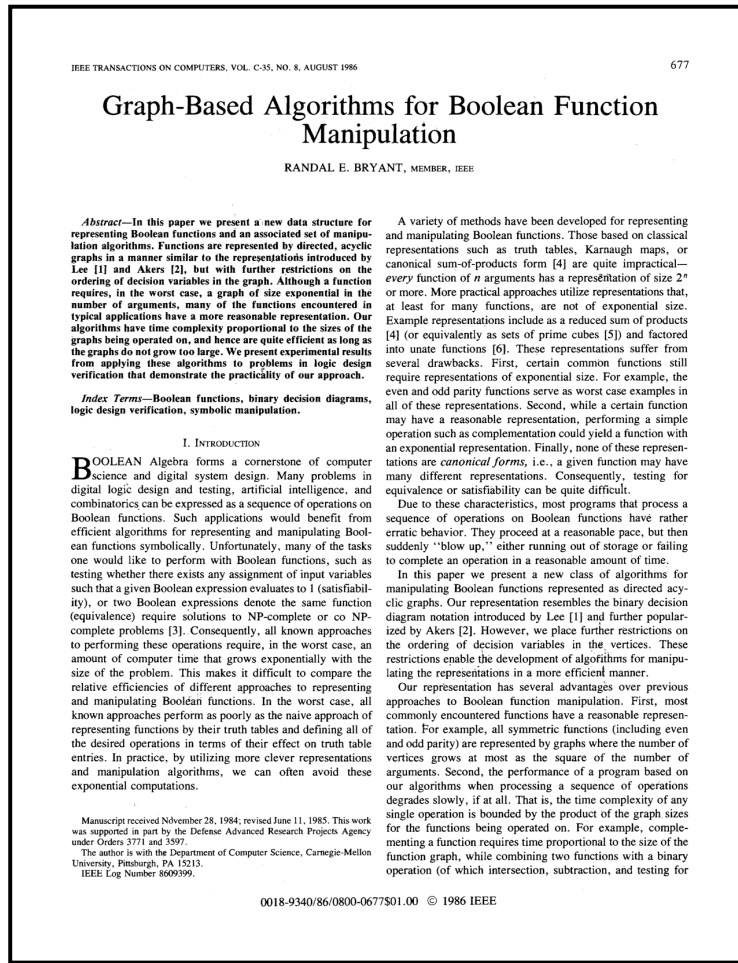 IEEE TRANSACTIONS ON COMPUTERS, VOL. C-35, NO. 8, AUGUST 1986
677
Graph-Based Algorithms for Boolean Function
Manipulation
RANDAL E. BRYANT, MEMBER, IEEE
Abstract—In this paper we present a new data structure for
representing Boolean functions and an associated set of manipu-
lation algorithms. Functions are represented by directed, acyclic
graphs in a manner similar to the representations introduced by
Lee [1] and Akers [2], but with further restrictions on the
ordering of decision variables in the graph. Although a function
requires, in the worst case, a graph of size exponential in the
number of arguments, many of the functions encountered in
typical applications have a more reasonable representation. Our
algorithms have time complexity proportional to the sizes of the
graphs being operated on, and hence are quite efficient as long as
the graphs do not grow too large. We present experimental results
from applying these algorithms to problems in logic design
verification that demonstrate the practicality of our approach.
Index Terms—Boolean functions, binary decision diagrams,
logic design verification, symbolic manipulation.
I. INTRODUCTION
BOOLEAN Algebra forms a cornerstone of computer
science and digital system design. Many problems in
digital logic design and testing, artificial intelligence, and
combinatorics can be expressed as a sequence of operations on
Boolean functions. Such applications would benefit from
efficient algorithms for representing and manipulating Bool-
ean functions symbolically. Unfortunately, many of the tasks
one would like to perform with Boolean functions, such as
testing whether there exists any assignment of input variables
such that a given Boolean expression evaluates to 1 (satisfiabil-
ity), or two Boolean expressions denote the same function
(equivalence) require solutions to NP-complete or co NP-
complete problems [3]. Consequently, all known approaches
to performing these operations require, in the worst case, an
amount of computer time that grows exponentially with the
size of the problem. This makes it difficult to compare the
relative efficiencies of different approaches to representing
and manipulating Boolean functions. In the worst case, all
known approaches perform as poorly as the naive approach of
representing functions by their truth tables and defining all of
the desired operations in terms of their effect on truth table
entries. In practice, by utilizing more clever representations
and manipulation algorithms, we can often avoid these
exponential computations.
Manuscript received November 28, 1984; revised June 11, 1985. This work
was supported in part by the Defense Advanced Research Projects Agency
under Orders 3771 and 3597.
The author is with the Department of Computer Science, Carnegie-Mellon
University, Pittsburgh, PA 15213.
IEEE Log Number 8609399.
A variety of methods have been developed for representing
and manipulating Boolean functions. Those based on classical
representations such as truth tables, Karnaugh maps, or
canonical sum-of-products form [4] are quite impractical—
every function of n arguments has a representation of size 2ⁿ
or more. More practical approaches utilize representations that,
at least for many functions, are not of exponential size.
Example representations include as a reduced sum of products
[4] (or equivalently as sets of prime cubes [5]) and factored
into unate functions [6]. These representations suffer from
several drawbacks. First, certain common functions still
require representations of exponential size. For example, the
even and odd parity functions serve as worst case examples in
all of these representations. Second, while a certain function
may have a reasonable representation, performing a simple
operation such as complementation could yield a function with
an exponential representation. Finally, none of these represen-
tations are canonical forms, i.e., a given function may have
many different representations. Consequently, testing for
equivalence or satisfiability can be quite difficult.
Due to these characteristics, most programs that process a
sequence of operations on Boolean functions have rather
erratic behavior. They proceed at a reasonable pace, but then
suddenly "blow up," either running out of storage or failing
to complete an operation in a reasonable amount of time.
In this paper we present a new class of algorithms for
manipulating Boolean functions represented as directed acy-
clic graphs. Our representation resembles the binary decision
diagram notation introduced by Lee [1] and further popular-
ized by Akers [2]. However, we place further restrictions on
the ordering of decision variables in the vertices. These
restrictions enable the development of algorithms for manipu-
lating the representations in a more efficient manner.
Our representation has several advantages over previous
approaches to Boolean function manipulation. First, most
commonly encountered functions have a reasonable represen-
tation. For example, all symmetric functions (including even
and odd parity) are represented by graphs where the number of
vertices grows at most as the square of the number of
arguments. Second, the performance of a program based on
our algorithms when processing a sequence of operations
degrades slowly, if at all. That is, the time complexity of any
single operation is bounded by the product of the graph sizes
for the functions being operated on. For example, comple-
menting a function requires time proportional to the size of the
function graph, while combining two functions with a binary
operation (of which intersection, subtraction, and testing for
0018-9340/86/0800-0677$01.00 © 1986 IEEE